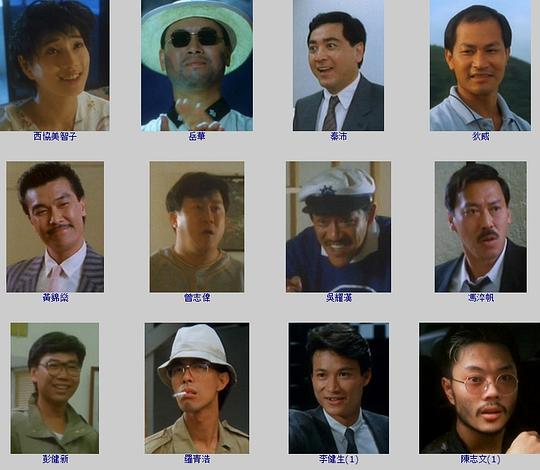 西協美智子
岳華
秦沛
狄威
黃錦燊
曾志偉
吳耀漢
馮淬帆
彭健新
羅青浩
李健生(1)
陳志文(1)